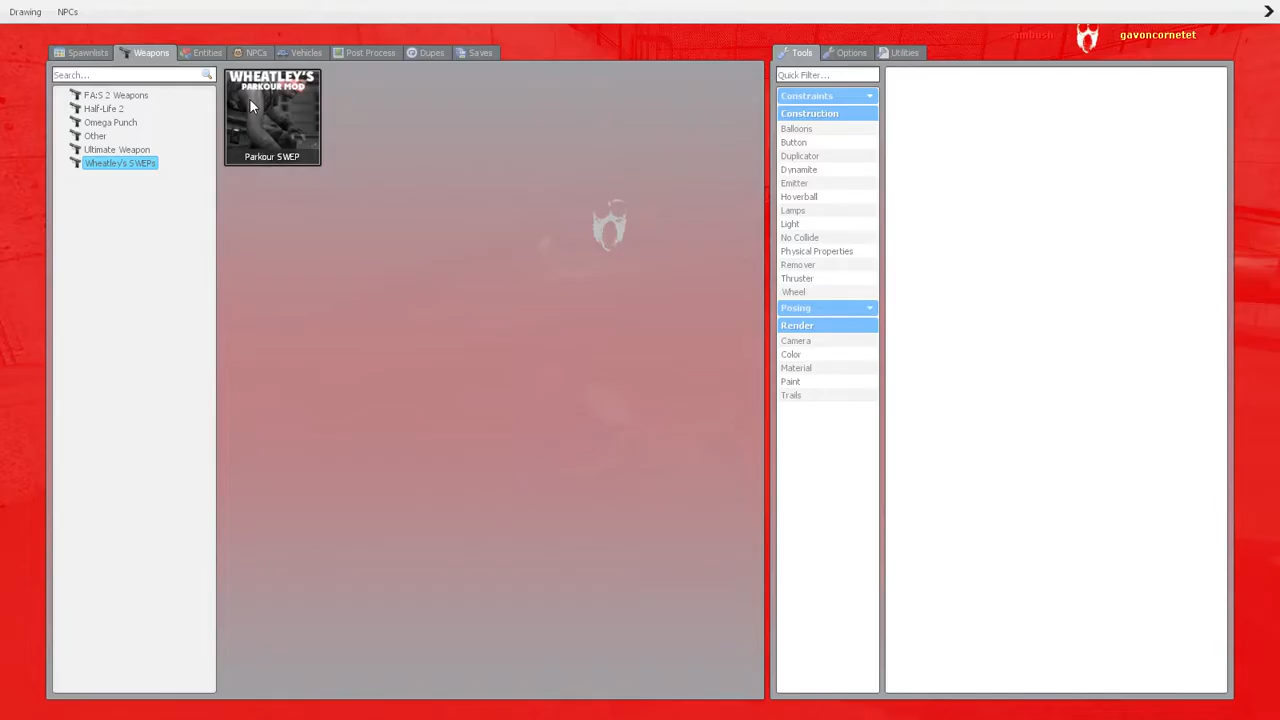 Drawing
NPCs
ambush
gavoncornetet
Spawnlists
Weapons
Entities
NPCs
Vehicles
Post Process
Dupes
Saves
Search...
FA:S 2 Weapons
Half-Life 2
Omega Punch
Other
Ultimate Weapon
Wheatley's SWEPs
WHEATLEY'S
PARKOUR MOD
Parkour SWEP
Tools
Options
Utilities
Quick Filter...
Constraints
Construction
Balloons
Button
Duplicator
Dynamite
Emitter
Hoverball
Lamps
Light
No Collide
Physical Properties
Remover
Thruster
Wheel
Posing
Render
Camera
Color
Material
Paint
Trails